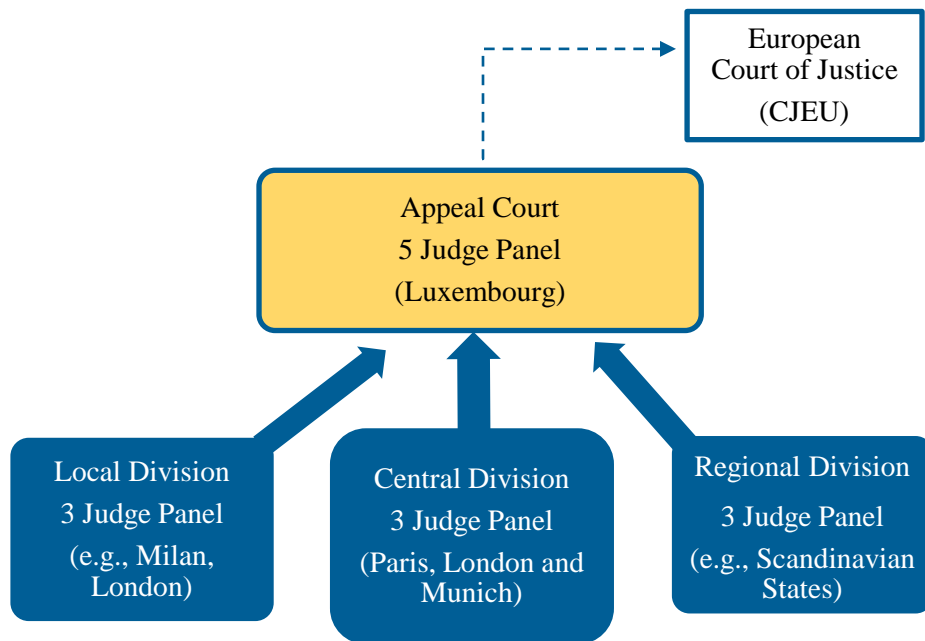 European
Court of Justice
(CJEU)
Appeal Court
5 Judge Panel
(Luxembourg)
Local Division
3 Judge Panel
(e.g., Milan,
London)
Central Division
3 Judge Panel
(Paris, London and
Munich)
Regional Division
3 Judge Panel
(e.g., Scandinavian
States)